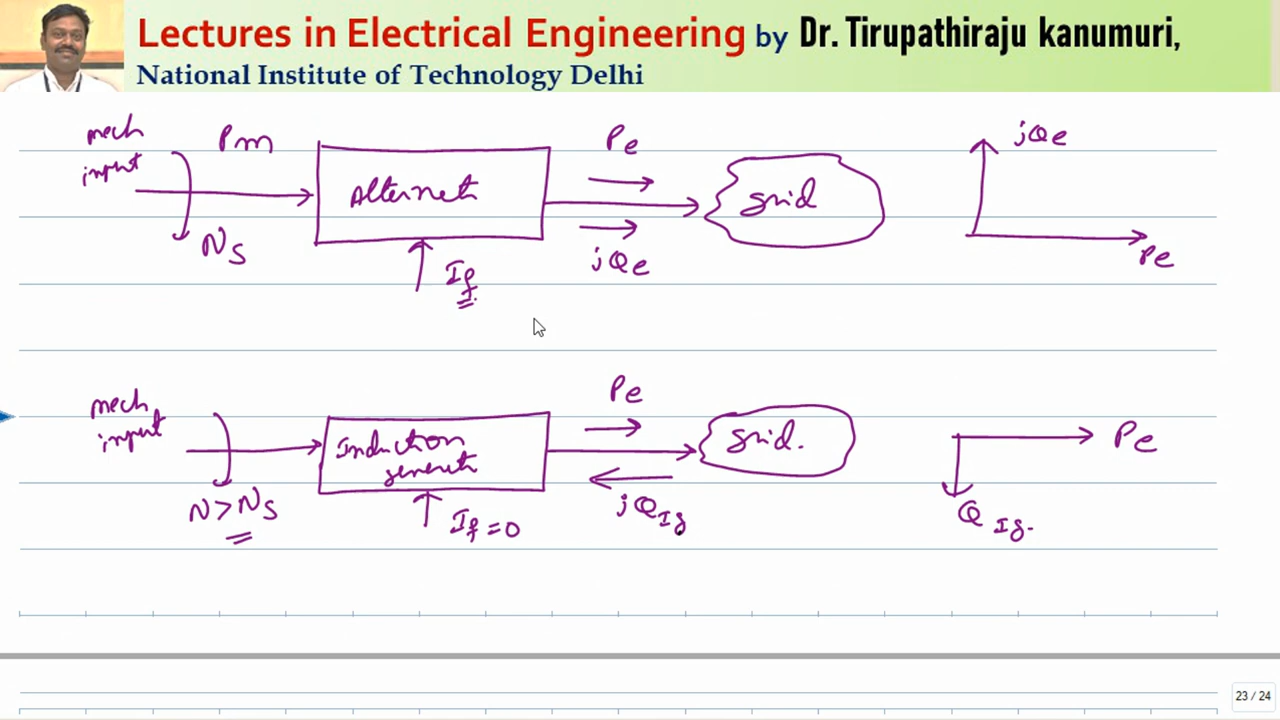 Lectures in Electrical Engineering by Dr. Tirupathiraju kanumuri,
National Institute of Technology Delhi
mech
input
Pm
Ns
Alternat
If
Pe
jQe
grid
jQe
Pe
mech
input
N > Ns
Induction
generat
If = 0
Pe
jQIg
grid.
Pe
QIg.
23 / 24